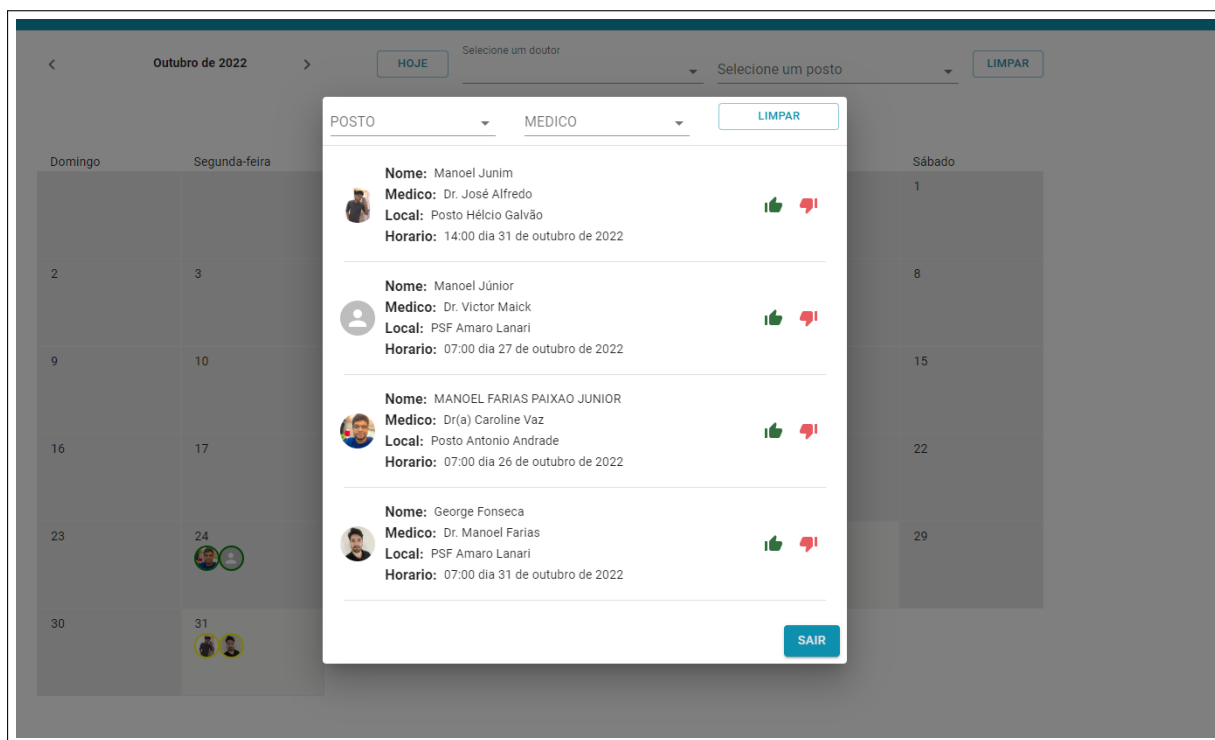 Outubro de 2022
HOJE
Selecione um doutor
Selecione um posto
LIMPAR
POSTO
MEDICO
LIMPAR
Domingo
Segunda-feira
Sábado
Nome: Manoel Junim
Medico: Dr. José Alfredo
Local: Posto Hélcio Galvão
Horario: 14:00 dia 31 de outubro de 2022
1
2
3
8
Nome: Manoel Júnior
Medico: Dr. Victor Maick
Local: PSF Amaro Lanari
Horario: 07:00 dia 27 de outubro de 2022
9
10
15
Nome: MANOEL FARIAS PAIXAO JUNIOR
Medico: Dr(a) Caroline Vaz
Local: Posto Antonio Andrade
Horario: 07:00 dia 26 de outubro de 2022
16
17
22
Nome: George Fonseca
Medico: Dr. Manoel Farias
Local: PSF Amaro Lanari
Horario: 07:00 dia 31 de outubro de 2022
23
24
29
30
31
SAIR